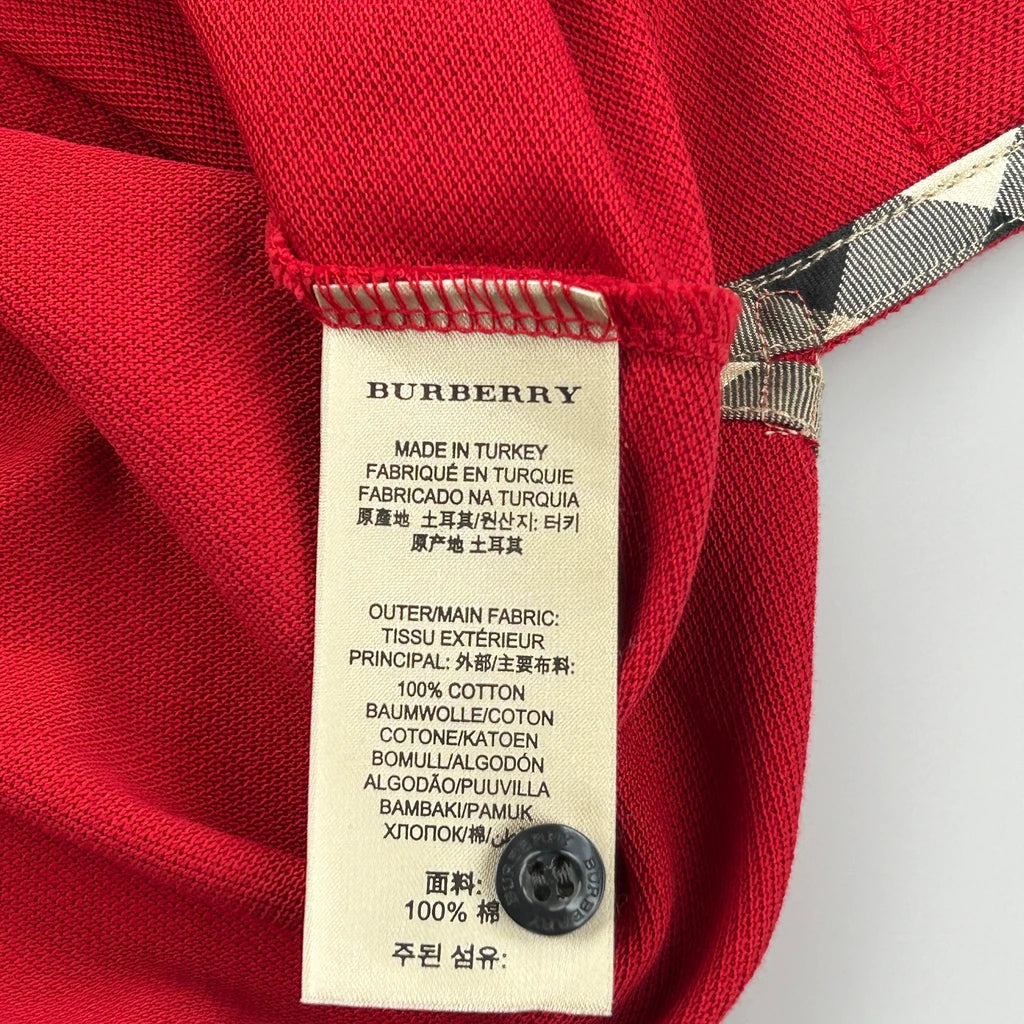 BURBERRY
MADE IN TURKEY
FABRIQUÉ EN TURQUIE
FABRICADO NA TURQUIA
原產地 土耳其/원산지: 터키
原产地 土耳其
OUTER/MAIN FABRIC:
TISSU EXTÉRIEUR
PRINCIPAL: 外部/主要布料:
100% COTTON
BAUMWOLLE/COTON
COTONE/KATOEN
BOMULL/ALGODÓN
ALGODÃO/PUUVILLA
BAMBAKI/PAMUK
ХЛОПОК/棉/
BURBERRY BURBERRY
面料:
100% 棉
주된 섬유: